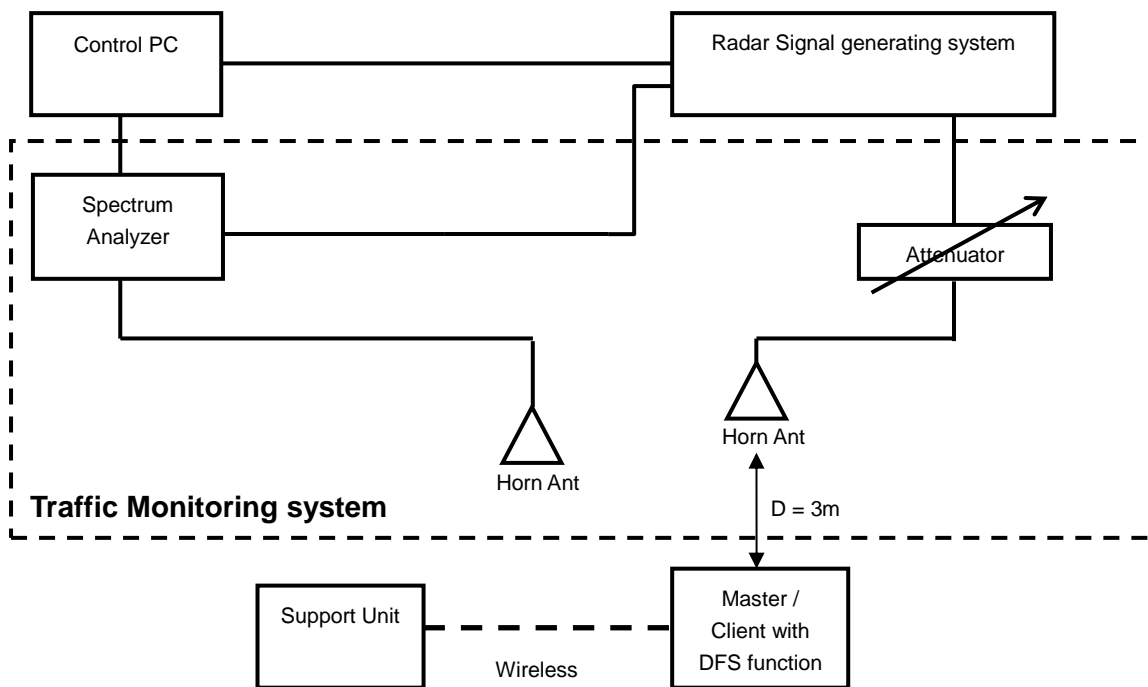 Control PC
Radar Signal generating system
Spectrum
Analyzer
Attenuator
Horn Ant
Horn Ant
Traffic Monitoring system
D = 3m
Support Unit
Wireless
Master /
Client with
DFS function